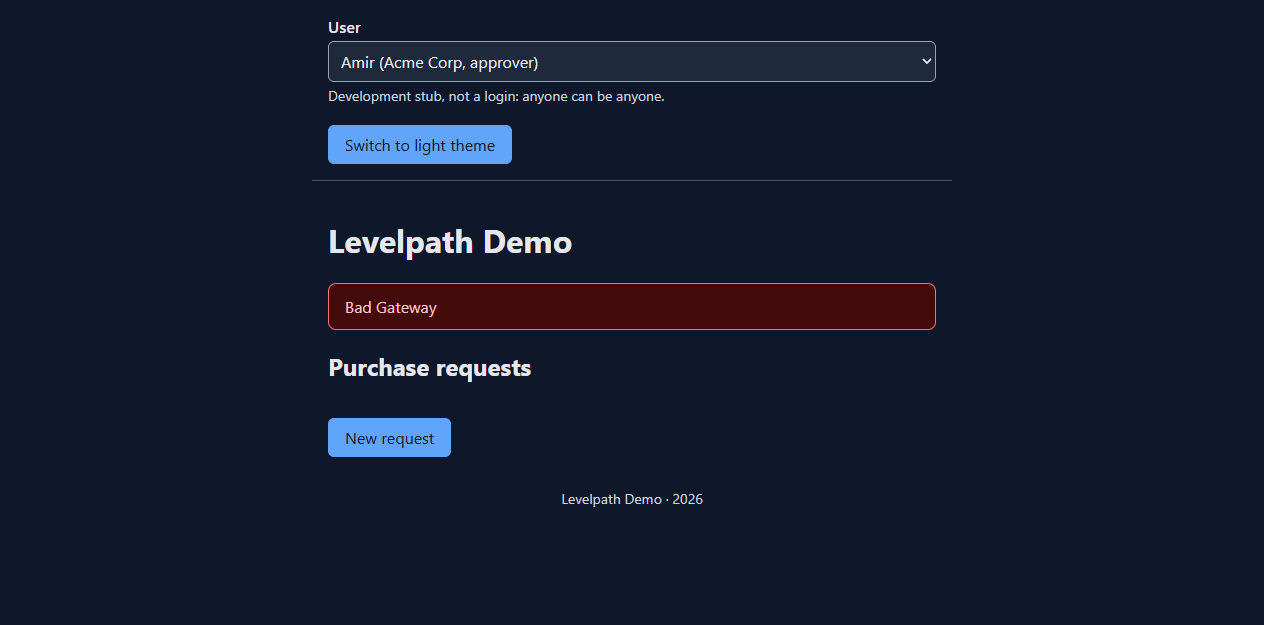 User
Amir (Acme Corp, approver)
Development stub, not a login: anyone can be anyone.
Switch to light theme
Levelpath Demo
Bad Gateway
Purchase requests
New request
Levelpath Demo · 2026